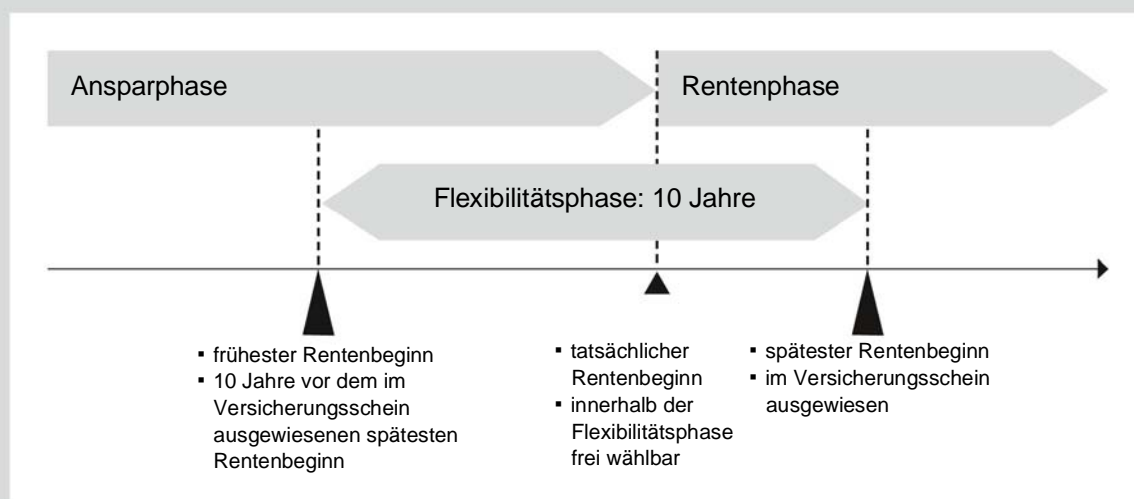 Ansparphase
Rentenphase
Flexibilitätsphase: 10 Jahre
▪ frühester Rentenbeginn
▪ 10 Jahre vor dem im
Versicherungsschein
ausgewiesenen spätesten
Rentenbeginn
▪ tatsächlicher
Rentenbeginn
▪ innerhalb der
Flexibilitätsphase
frei wählbar
▪ spätester Rentenbeginn
▪ im Versicherungsschein
ausgewiesen